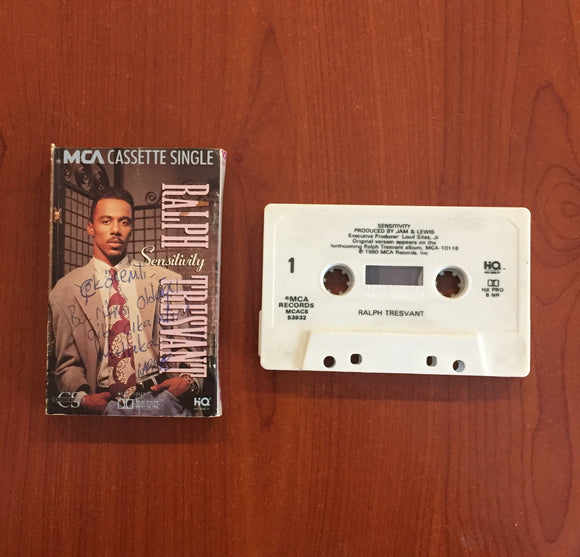 MCA CASSETTE SINGLE
RALPH TRESVANT
Sensitivity
HIQ
SENSITIVITY
PRODUCED BY JAM & LEWIS
Executive Producer: Louil Silas, Jr.
Original version appears on the
forthcoming Ralph Tresvant album, MCA-10116
℗ 1990 MCA Records, Inc.
1
HIQ
HX PRO
B NR
MCA
RECORDS
MCACS
53932
RALPH TRESVANT